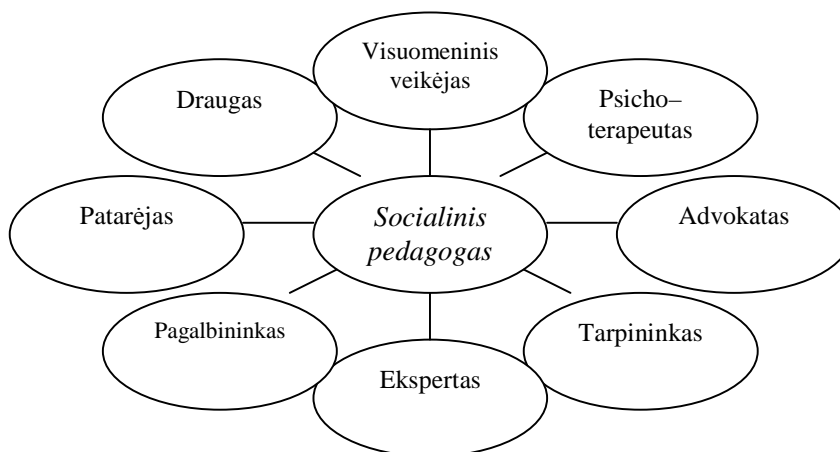 Visuomeninis
veikėjas
Draugas
Psicho–
terapeutas
Patarėjas
Socialinis
pedagogas
Advokatas
Pagalbininkas
Tarpininkas
Ekspertas